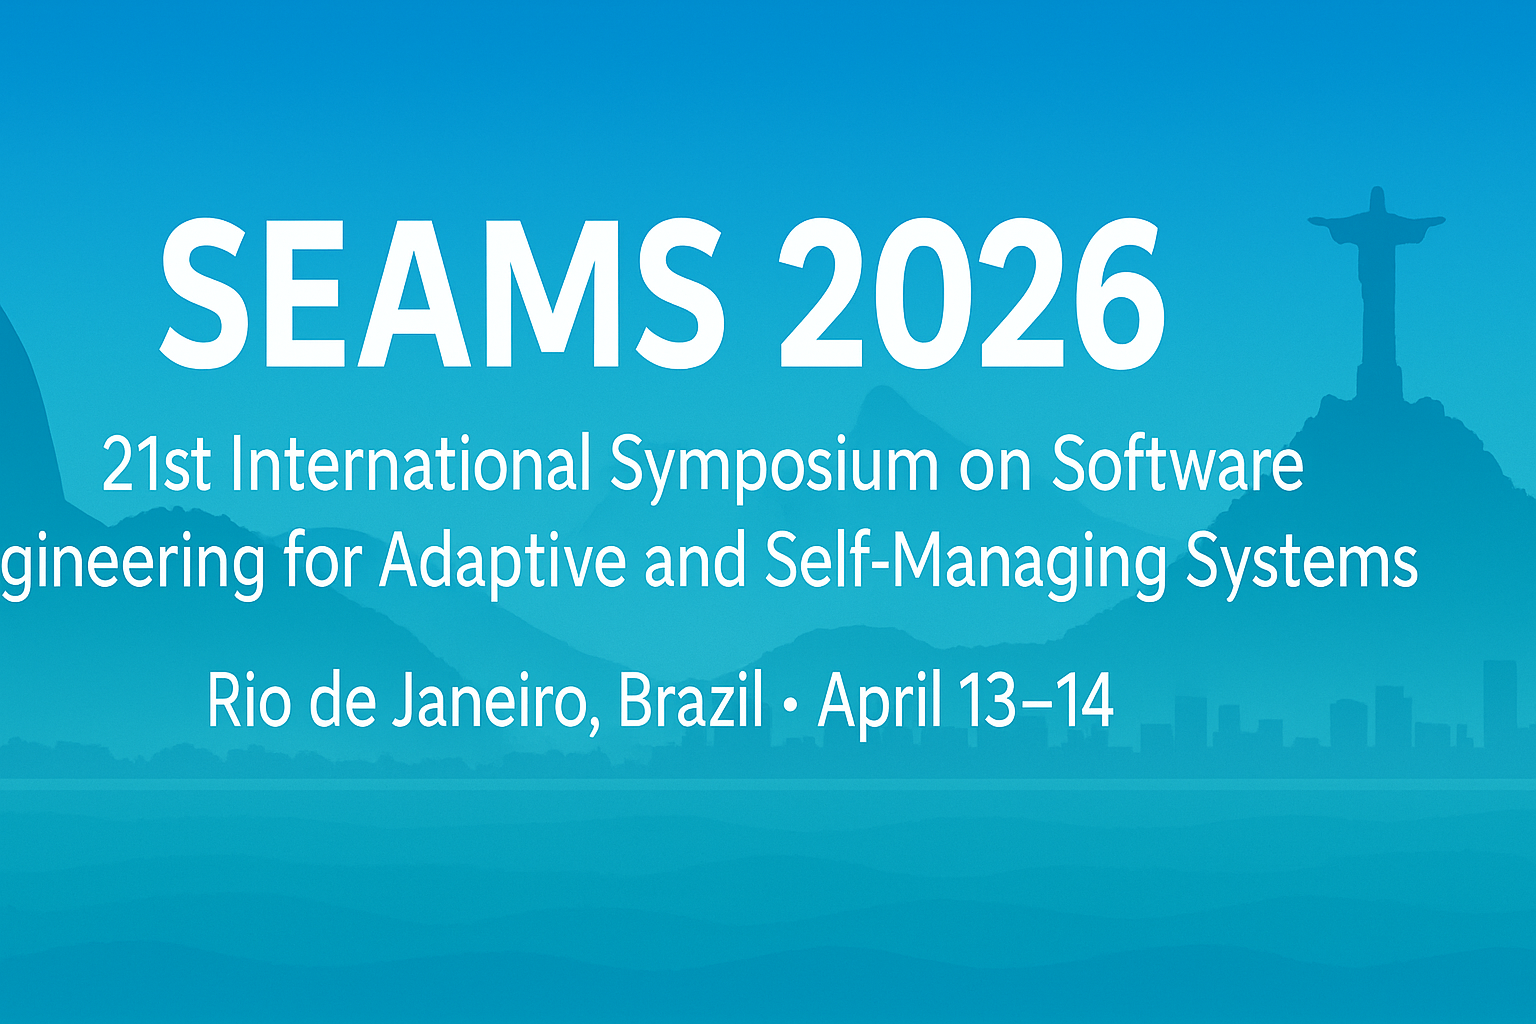 SEAMS 2026
21st International Symposium on Software
gineering for Adaptive and Self-Managing Systems
Rio de Janeiro, Brazil • April 13–14